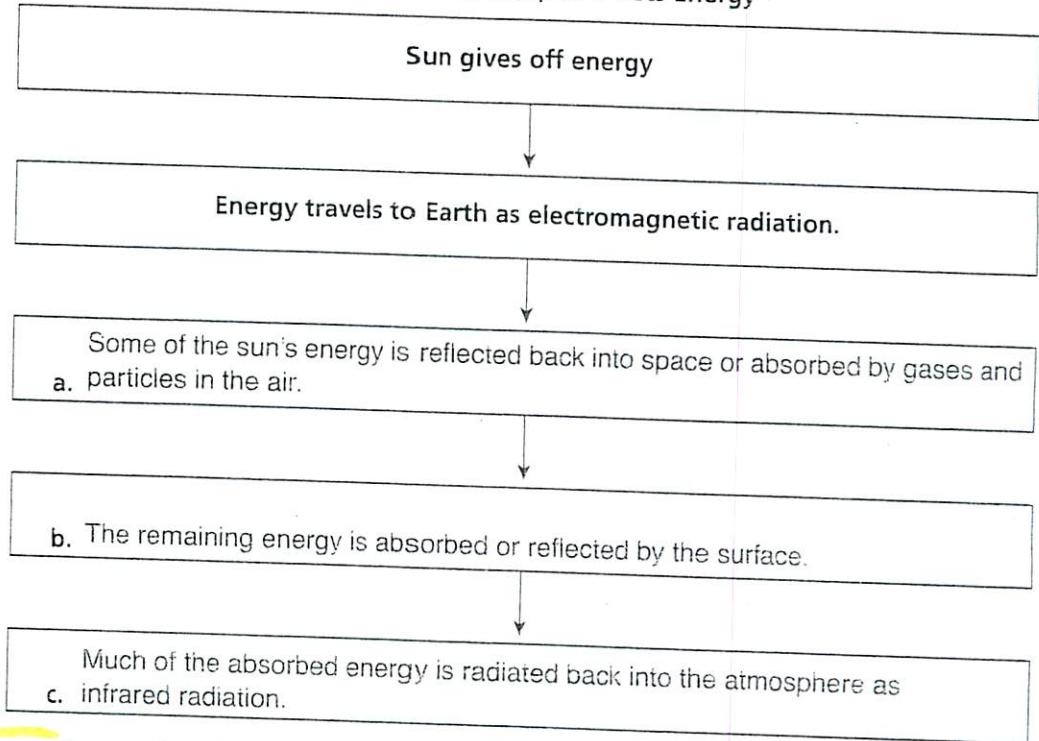 Energy
Sun gives off energy
Energy travels to Earth as electromagnetic radiation.
Some of the sun's energy is reflected back into space or absorbed by gases and
a. particles in the air.
b. The remaining energy is absorbed or reflected by the surface.
Much of the absorbed energy is radiated back into the atmosphere as
c. infrared radiation.